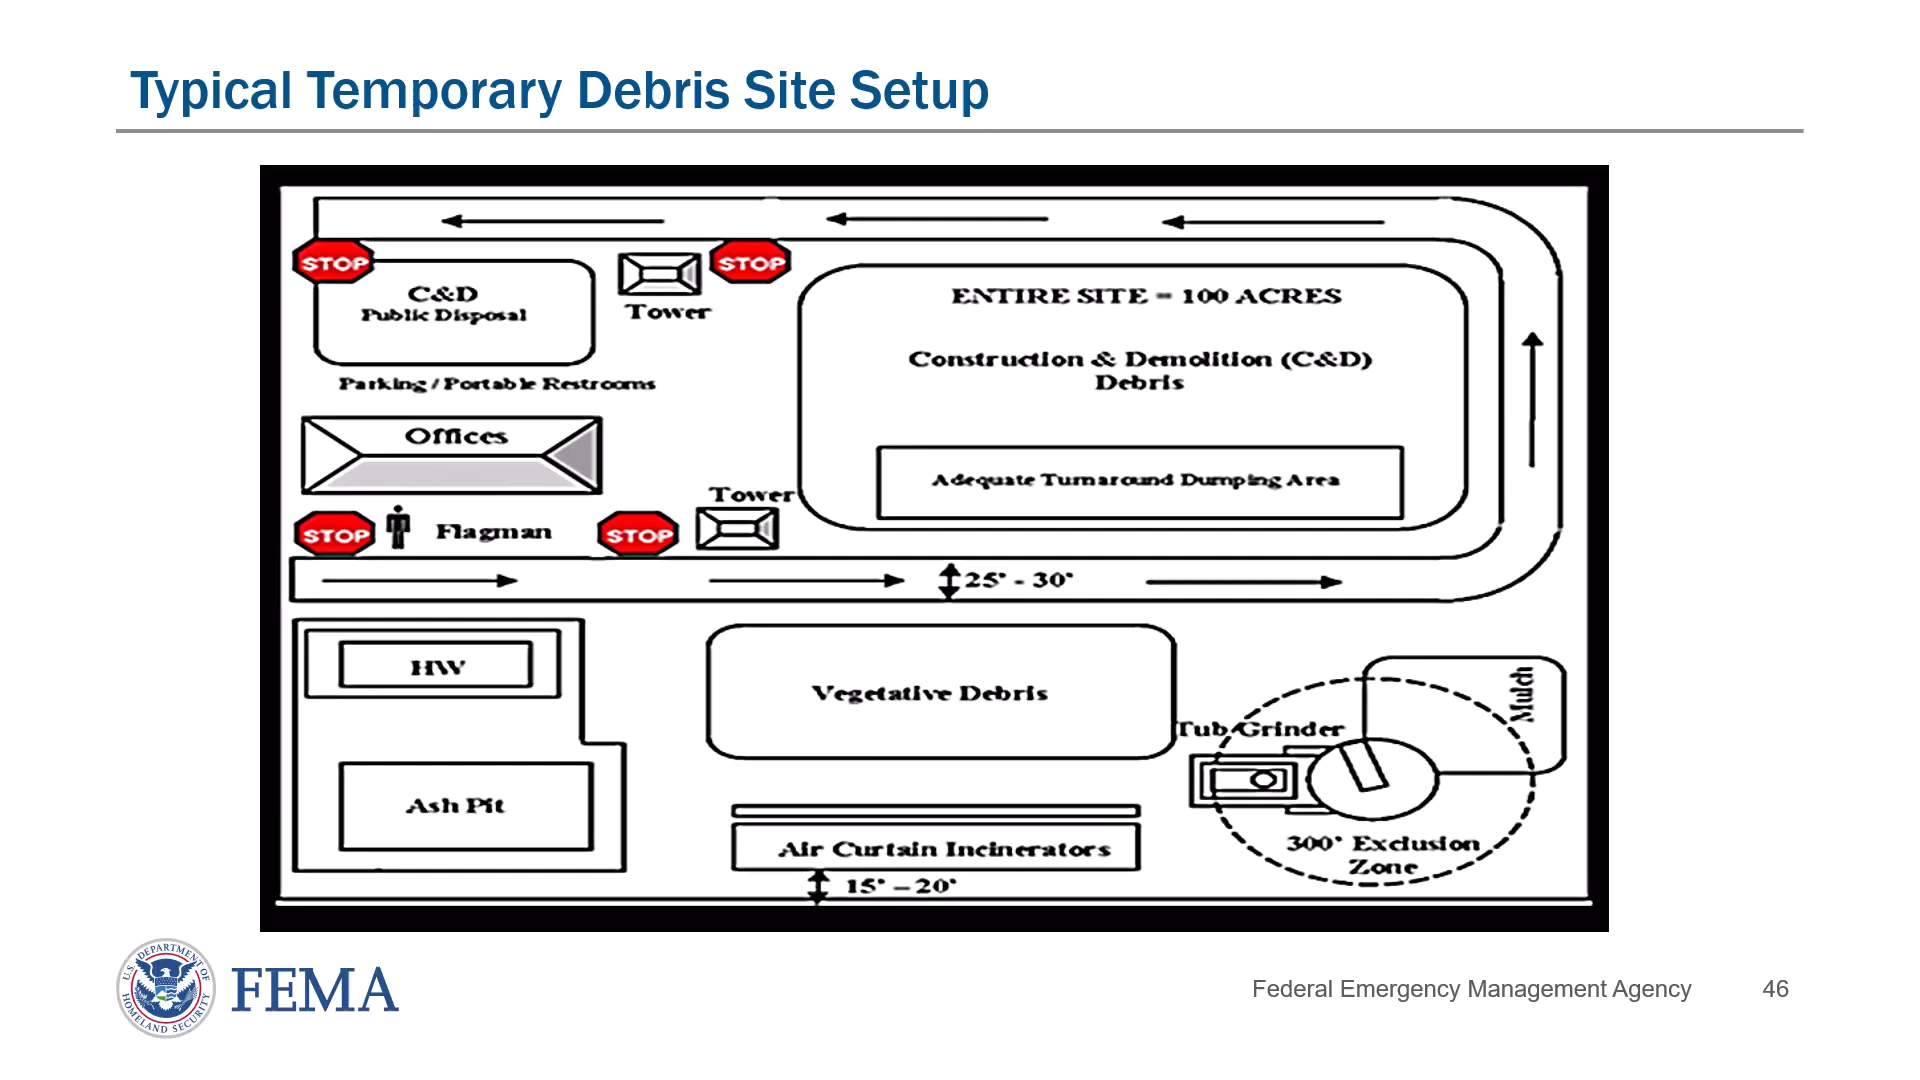 Typical Temporary Debris Site Setup
STOP
STOP
C&D
Public Disposal
Tower
ENTIRE SITE = 100 ACRES
Construction & Demolition (C&D)
Debris
Parking / Portable Restrooms
Offices
Adequate Turnaround Dumping Area
Tower
STOP
Flagman
STOP
25' - 30'
HW
Vegetative Debris
Mulch
Tub Grinder
Ash Pit
Air Curtain Incinerators
300' Exclusion
Zone
15' – 20'
U.S. DEPARTMENT OF
HOMELAND SECURITY
FEMA
Federal Emergency Management Agency
46